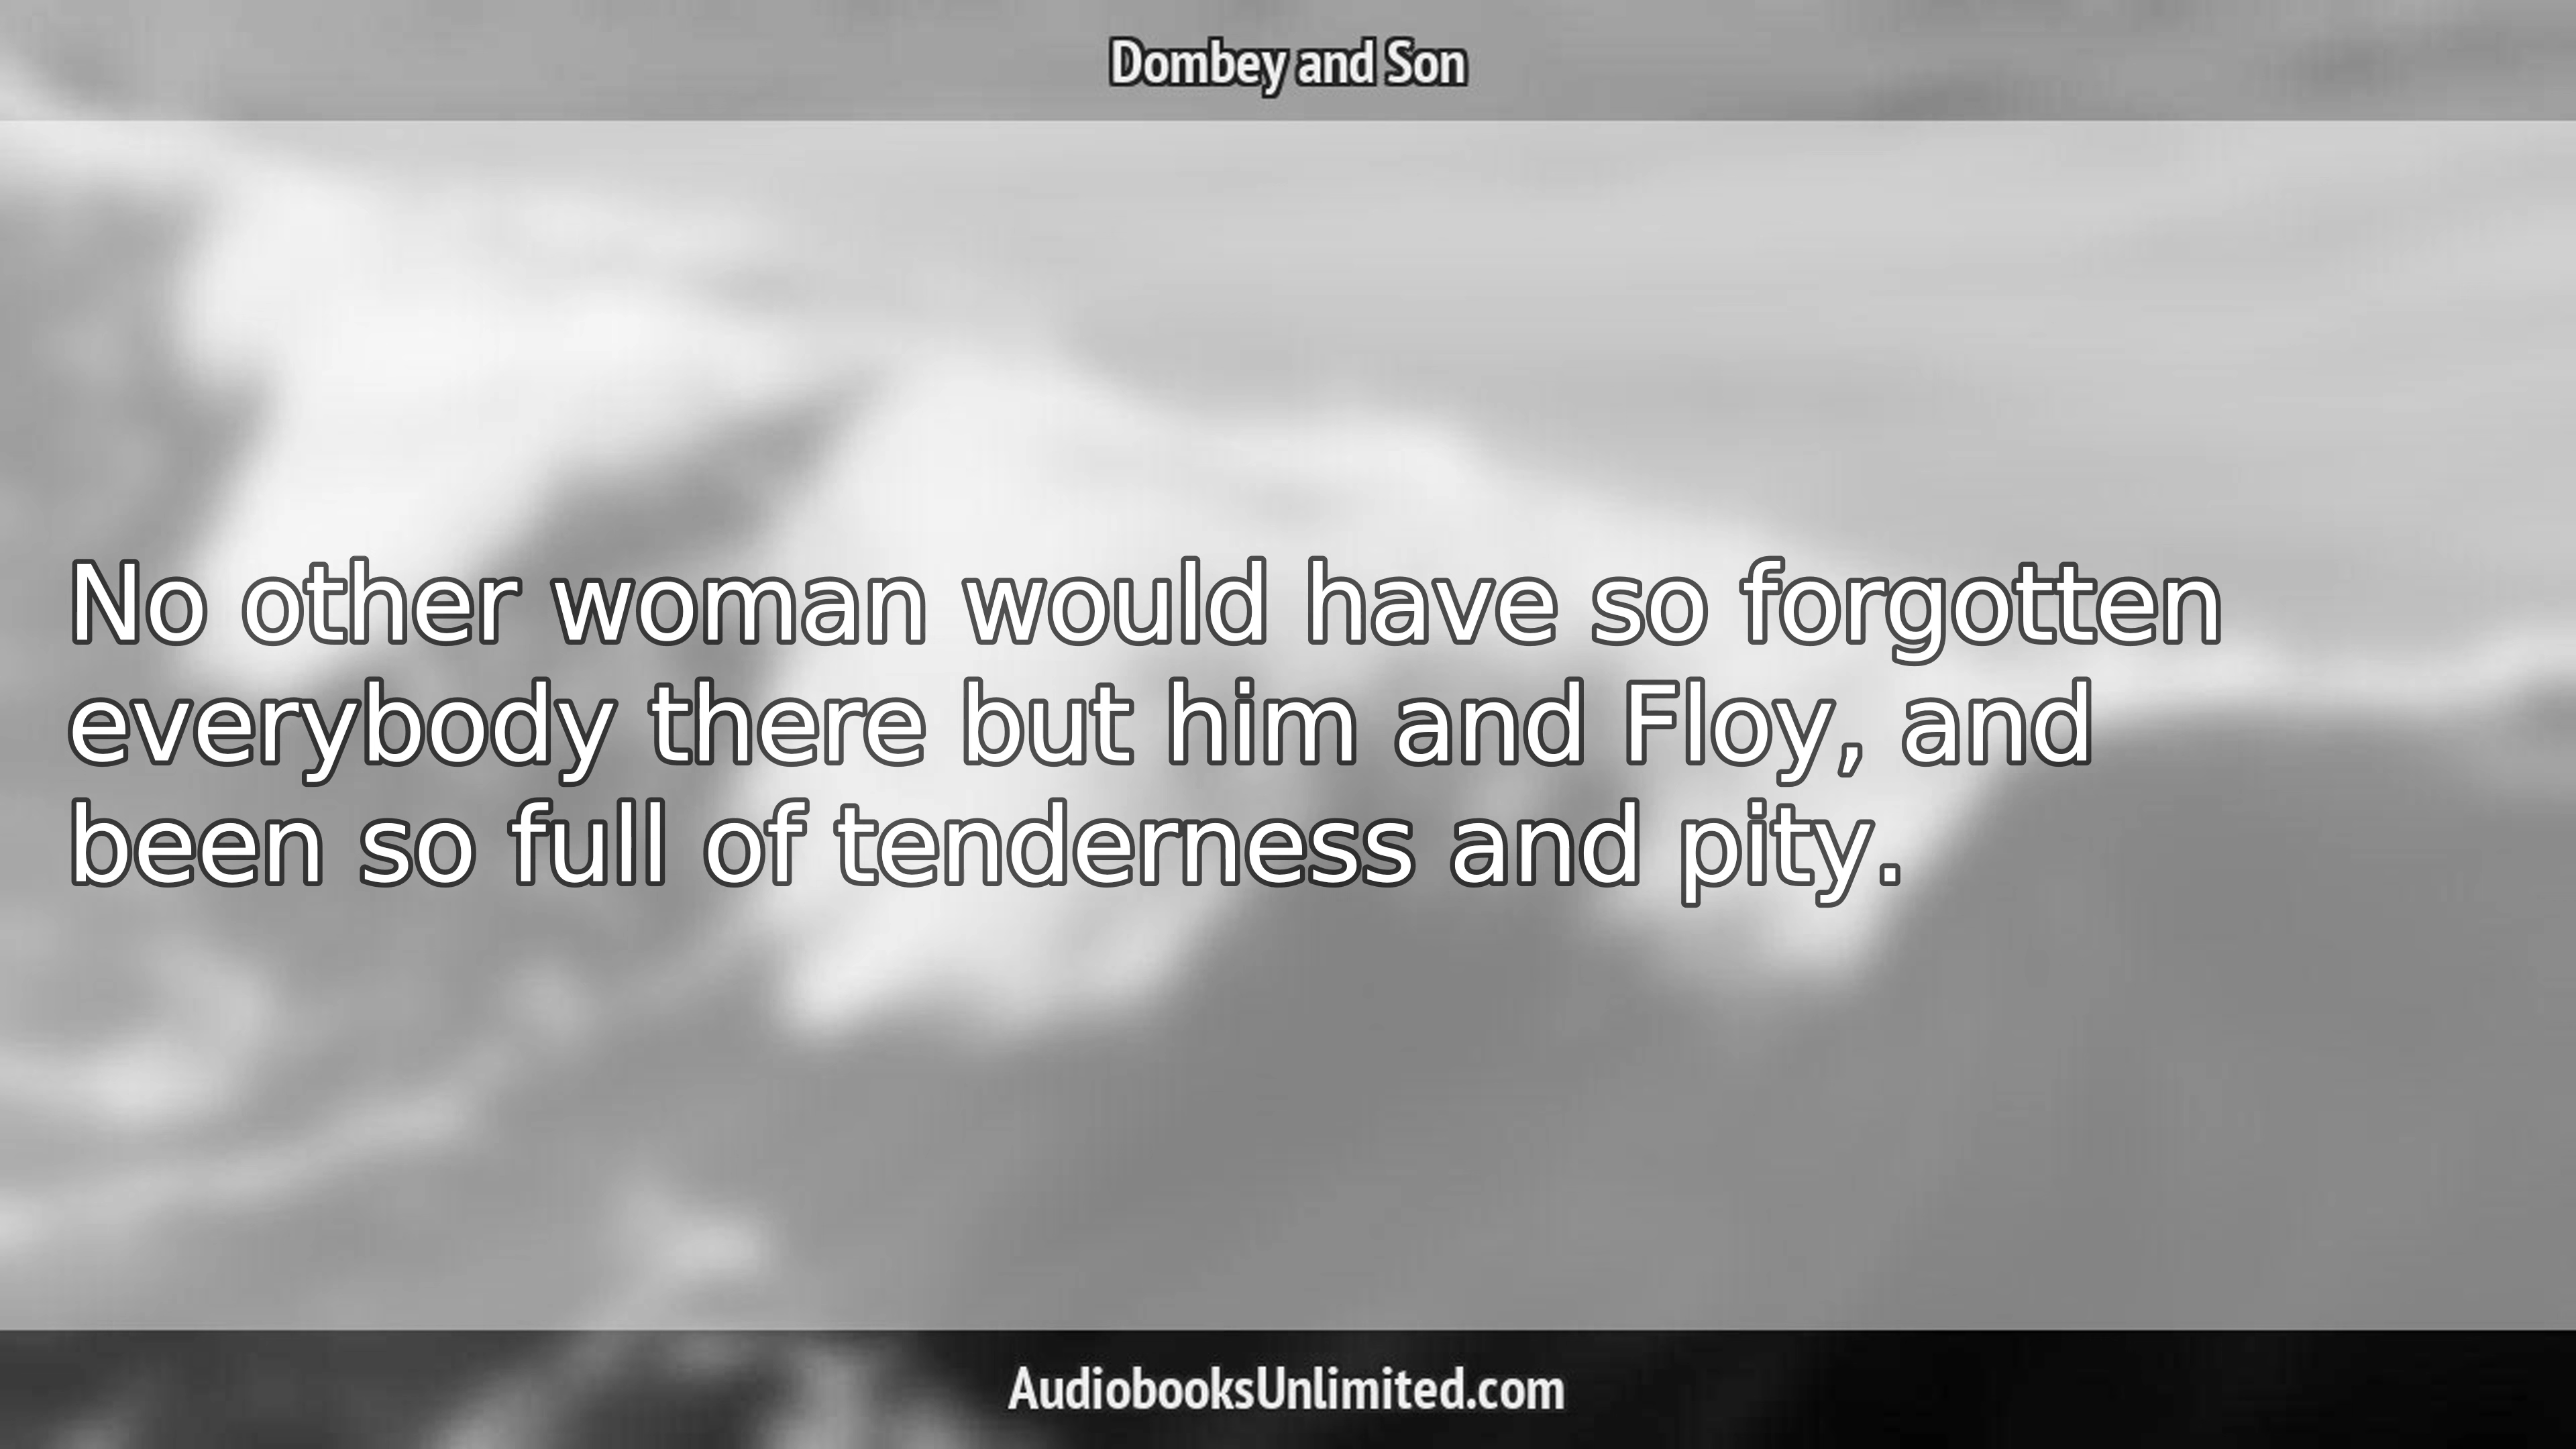 Dombey and Son
No other woman would have so forgotten
everybody there but him and Floy, and
been so full of tenderness and pity.
AudiobooksUnlimited.com